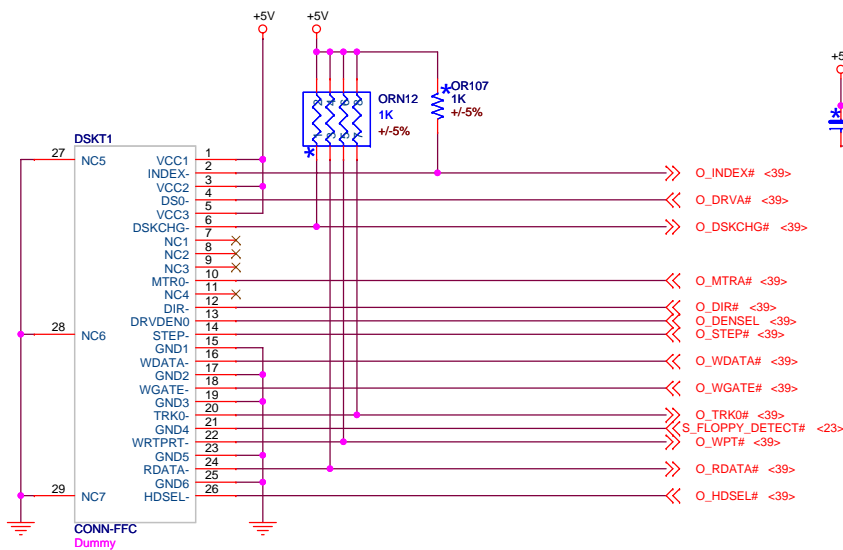 +5V
+5V
+5
ORN12
1K
+/-5%
OR107
1K
+/-5%
DSKT1
27 NC5
28 NC6
29 NC7
VCC1 1
INDEX- 2 O_INDEX# <39>
VCC2 3
DS0- 4 O_DRVA# <39>
VCC3 5
DSKCHG- 6 O_DSKCHG# <39>
NC1 7
NC2 8
NC3 9
MTR0- 10 O_MTRA# <39>
NC4 11
DIR- 12 O_DIR# <39>
DRVDEN0 13 O_DENSEL <39>
STEP- 14 O_STEP# <39>
GND1 15
WDATA- 16 O_WDATA# <39>
GND2 17
WGATE- 18 O_WGATE# <39>
GND3 19
TRK0- 20 O_TRK0# <39>
GND4 21 S_FLOPPY_DETECT# <23>
WRTPRT- 22 O_WPT# <39>
GND5 23
RDATA- 24 O_RDATA# <39>
GND6 25
HDSEL- 26 O_HDSEL# <39>
CONN-FFC
Dummy